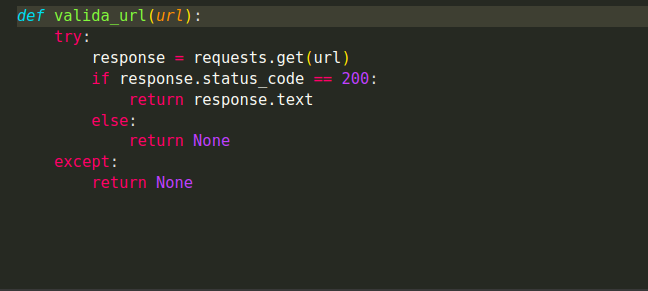 def valida_url(url):
    try:
        response = requests.get(url)
        if response.status_code == 200:
            return response.text
        else:
            return None
    except:
        return None